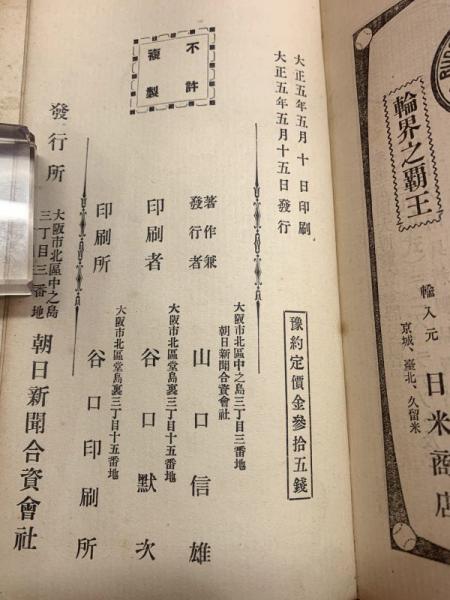 輪界之覇王
輸入元
日米商店
京城、臺北、久留米
大正五年五月十日印刷
大正五年五月十五日發行
不許
複製
豫約定價金參拾五錢
大阪市北區中之島三丁目三番地
朝日新聞合資會社
著作兼
發行者
山口信雄
大阪市北區堂島裏三丁目十五番地
印刷者
谷口默次
大阪市北區堂島裏三丁目十五番地
印刷所
谷口印刷所
發行所
大阪市北區中之島
三丁目三番地
朝日新聞合資會社